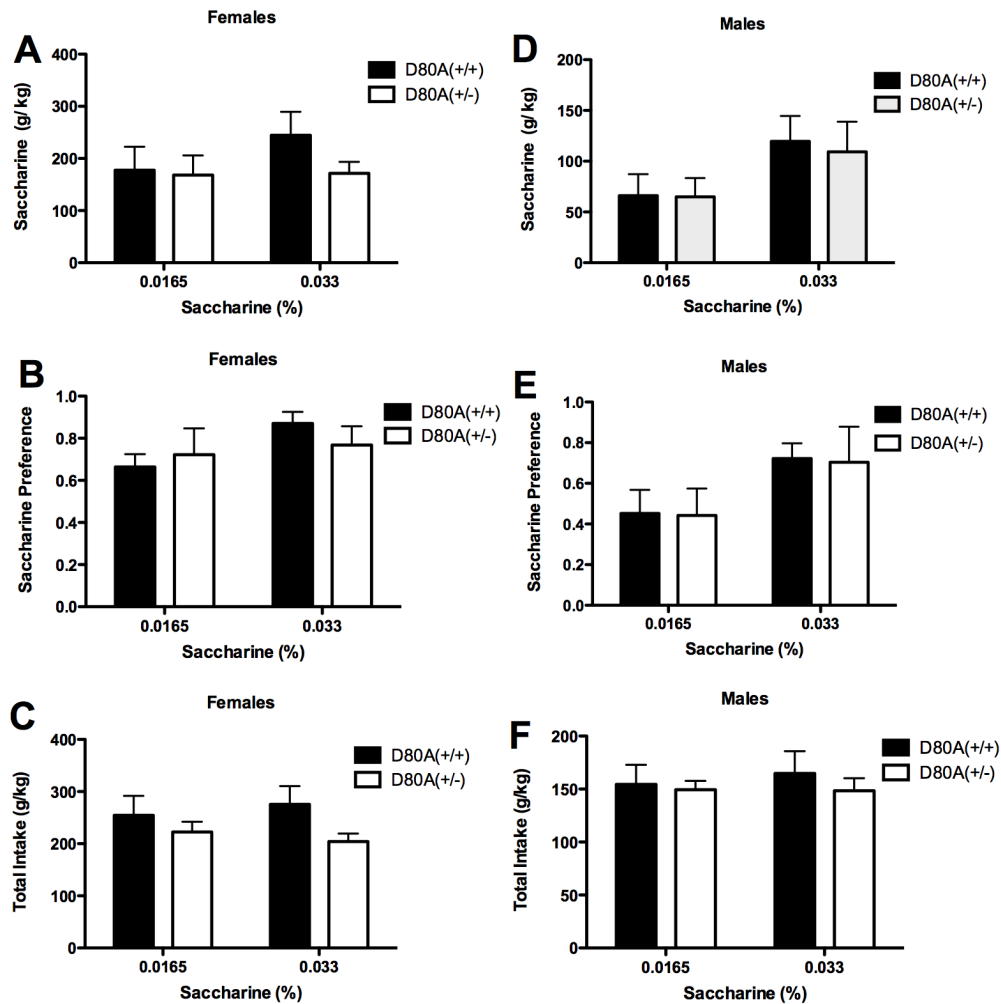 Females
A
400
300
200
100
0
Saccharine (g/kg)
D80A(+/+)
D80A(+/-)
0.0165 0.033
Saccharine (%)
Males
D
200
150
100
50
0
Saccharine (g/kg)
D80A(+/+)
D80A(+/-)
0.0165 0.033
Saccharine (%)
Females
B
1.0
0.8
0.6
0.4
0.2
0.0
Saccharine Preference
D80A(+/+)
D80A(+/-)
0.0165 0.033
Saccharine (%)
Males
E
1.0
0.8
0.6
0.4
0.2
0.0
Saccharine Preference
D80A(+/+)
D80A(+/-)
0.0165 0.033
Saccharine (%)
Females
C
400
300
200
100
0
Total Intake (g/kg)
D80A(+/+)
D80A(+/-)
0.0165 0.033
Saccharine (%)
Males
F
200
150
100
50
0
Total Intake (g/kg)
D80A(+/+)
D80A(+/-)
0.0165 0.033
Saccharine (%)